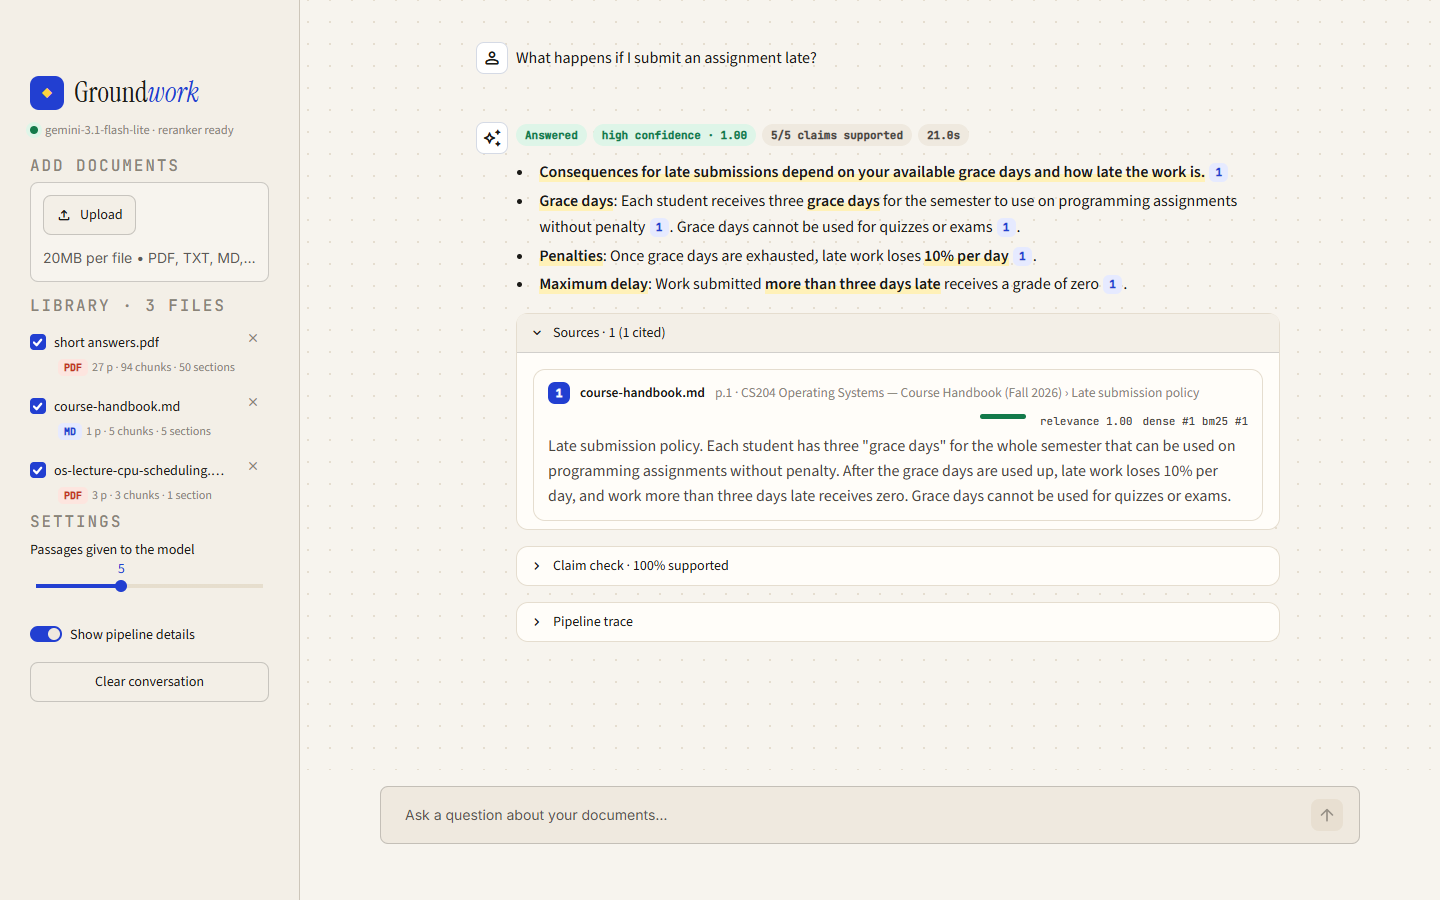 Groundwork
gemini-3.1-flash-lite · reranker ready
ADD DOCUMENTS
Upload
20MB per file • PDF, TXT, MD,...
LIBRARY · 3 FILES
short answers.pdf
PDF 27 p · 94 chunks · 50 sections
course-handbook.md
MD 1 p · 5 chunks · 5 sections
os-lecture-cpu-scheduling....
PDF 3 p · 3 chunks · 1 section
SETTINGS
Passages given to the model
5
Show pipeline details
Clear conversation
What happens if I submit an assignment late?
Answered high confidence · 1.00 5/5 claims supported 21.0s
• Consequences for late submissions depend on your available grace days and how late the work is. 1
• Grace days: Each student receives three grace days for the semester to use on programming assignments
without penalty 1 . Grace days cannot be used for quizzes or exams 1 .
• Penalties: Once grace days are exhausted, late work loses 10% per day 1 .
• Maximum delay: Work submitted more than three days late receives a grade of zero 1 .
Sources · 1 (1 cited)
1 course-handbook.md p.1 · CS204 Operating Systems — Course Handbook (Fall 2026) › Late submission policy
relevance 1.00 dense #1 bm25 #1
Late submission policy. Each student has three "grace days" for the whole semester that can be used on
programming assignments without penalty. After the grace days are used up, late work loses 10% per
day, and work more than three days late receives zero. Grace days cannot be used for quizzes or exams.
Claim check · 100% supported
Pipeline trace
Ask a question about your documents...